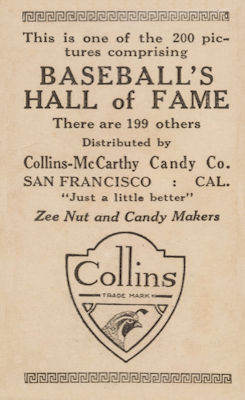 This is one of the 200 pic-
tures comprising
BASEBALL'S
HALL of FAME
There are 199 others
Distributed by
Collins-McCarthy Candy Co.
SAN FRANCISCO : CAL.
"Just a little better"
Zee Nut and Candy Makers
Collins
TRADE MARK